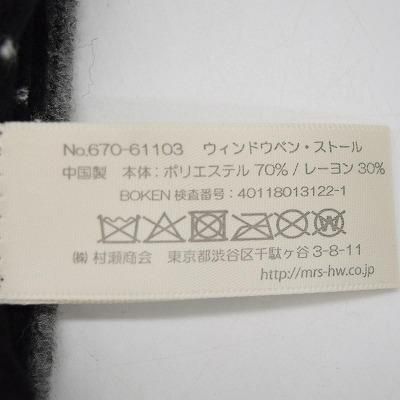 No.670-61103 ウィンドウペン・ストール
中国製 本体:ポリエステル 70% / レーヨン 30%
BOKEN 検査番号:40118013122-1
㈱ 村瀬商会 東京都渋谷区千駄ヶ谷 3-8-11
http://mrs-hw.co.jp